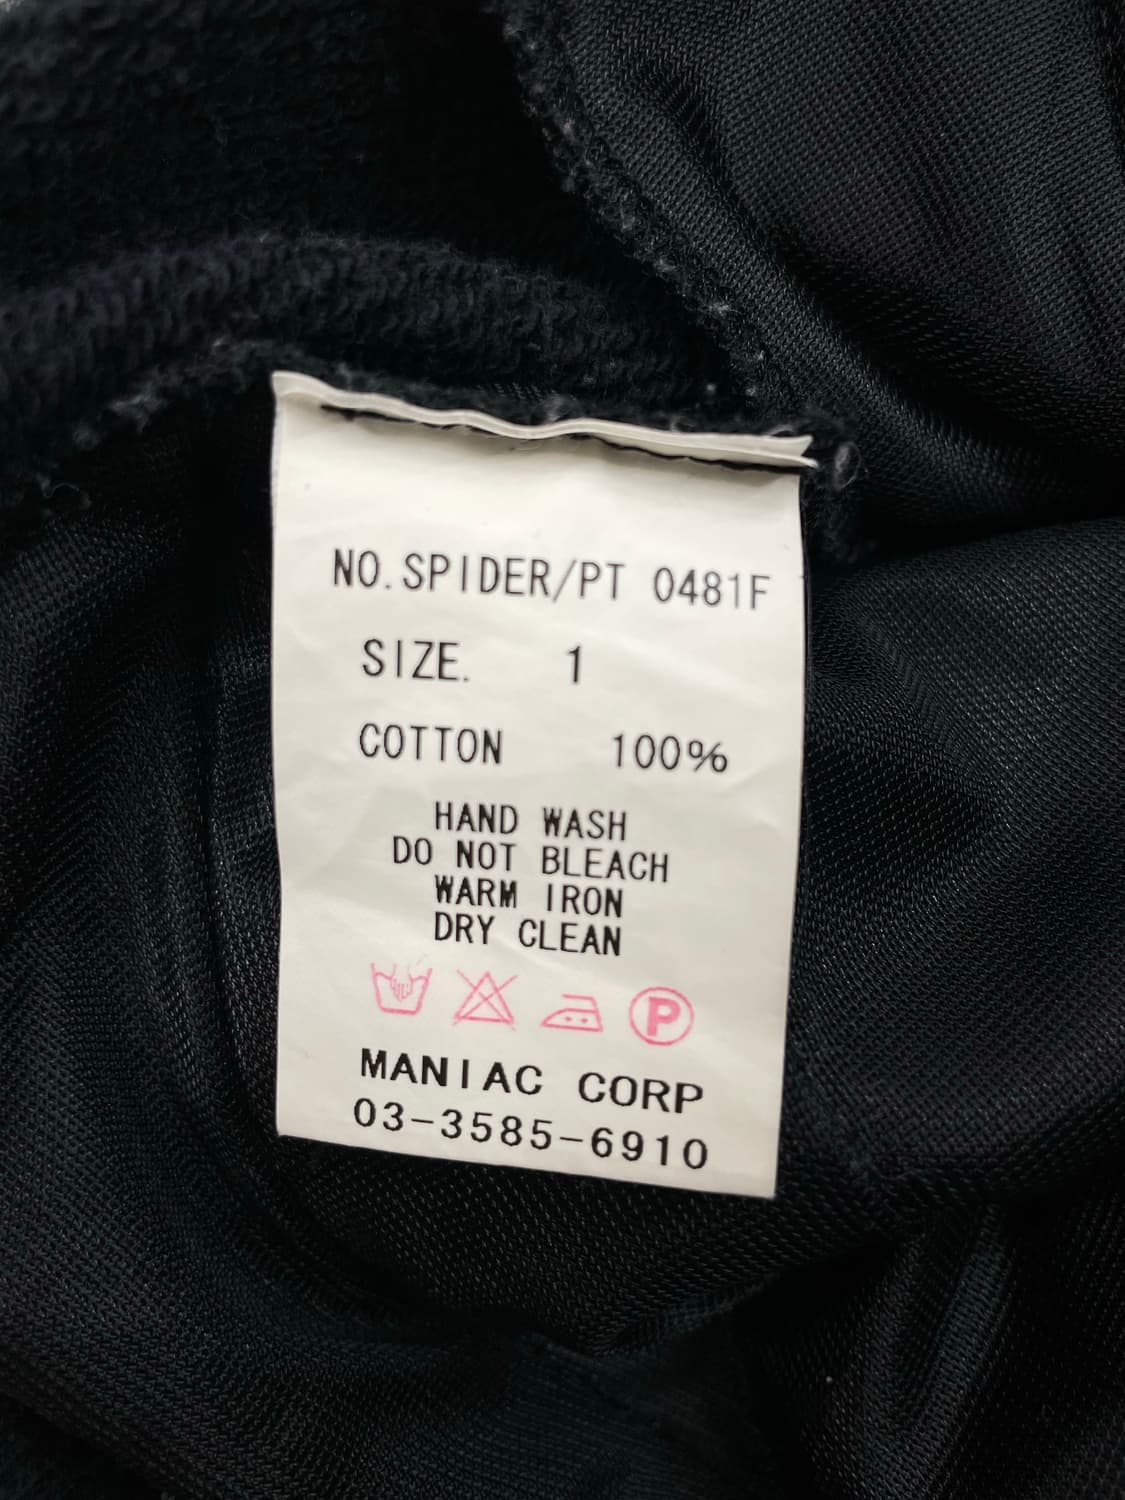 NO.SPIDER/PT 0481F
SIZE. 1
COTTON 100%
HAND WASH
DO NOT BLEACH
WARM IRON
DRY CLEAN
P
MANIAC CORP
03-3585-6910